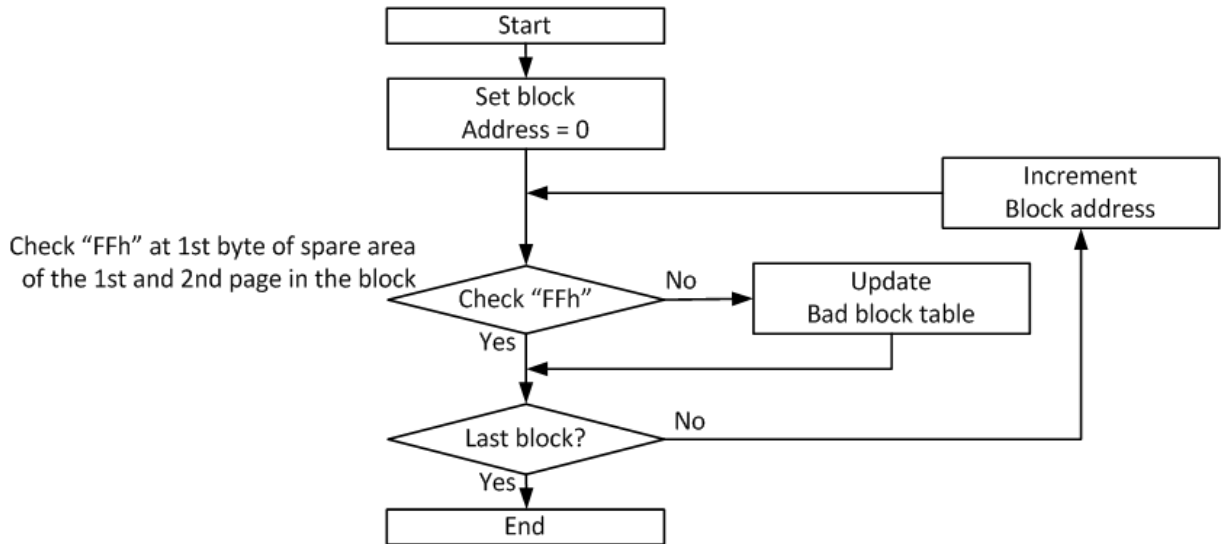 Start
Set block
Address = 0
Increment
Block address
Check “FFh” at 1st byte of spare area
of the 1st and 2nd page in the block
Check “FFh”
No
Update
Bad block table
Yes
Last block?
No
Yes
End